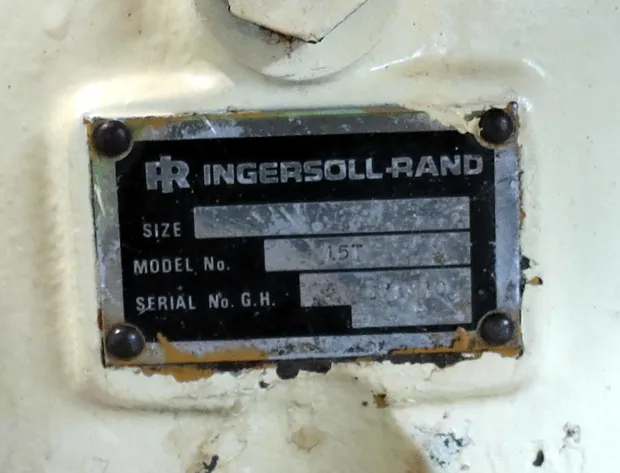 IR INGERSOLL-RAND
SIZE
MODEL No. 15T
SERIAL No. G.H.